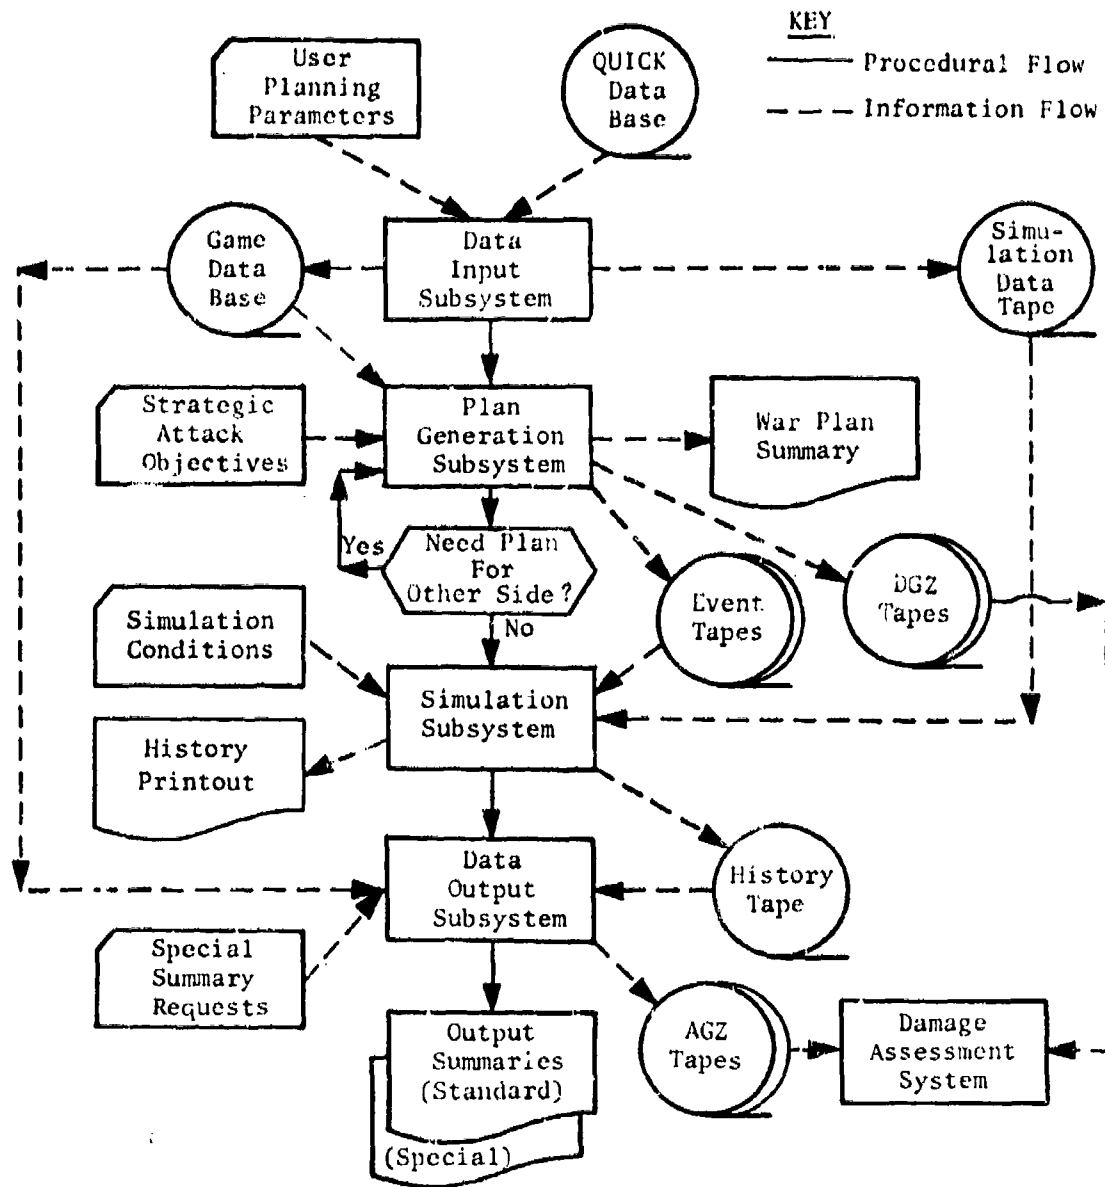 KEY
Procedural Flow
Information Flow
User
Planning
Parameters
QUICK
Data
Base
Game
Data
Base
Data
Input
Subsystem
Simu-
lation
Data
Tape
Strategic
Attack
Objectives
Plan
Generation
Subsystem
War Plan
Summary
Yes
Need Plan
For
Other Side?
No
Event
Tapes
DGZ
Tapes
Simulation
Conditions
Simulation
Subsystem
History
Printout
Data
Output
Subsystem
History
Tape
Special
Summary
Requests
Output
Summaries
(Standard)
(Special)
AGZ
Tapes
Damage
Assessment
System